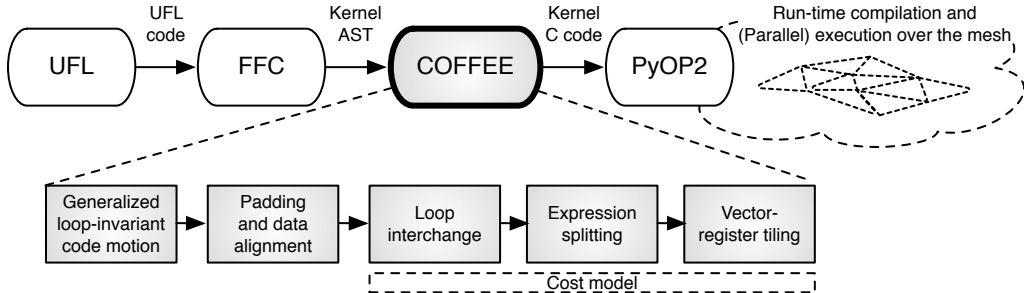 UFL
code
Kernel
AST
Kernel
C code
Run-time compilation and
(Parallel) execution over the mesh
UFL
FFC
COFFEE
PyOP2
Generalized
loop-invariant
code motion
Padding
and data
alignment
Loop
interchange
Expression
splitting
Vector-
register tiling
Cost model